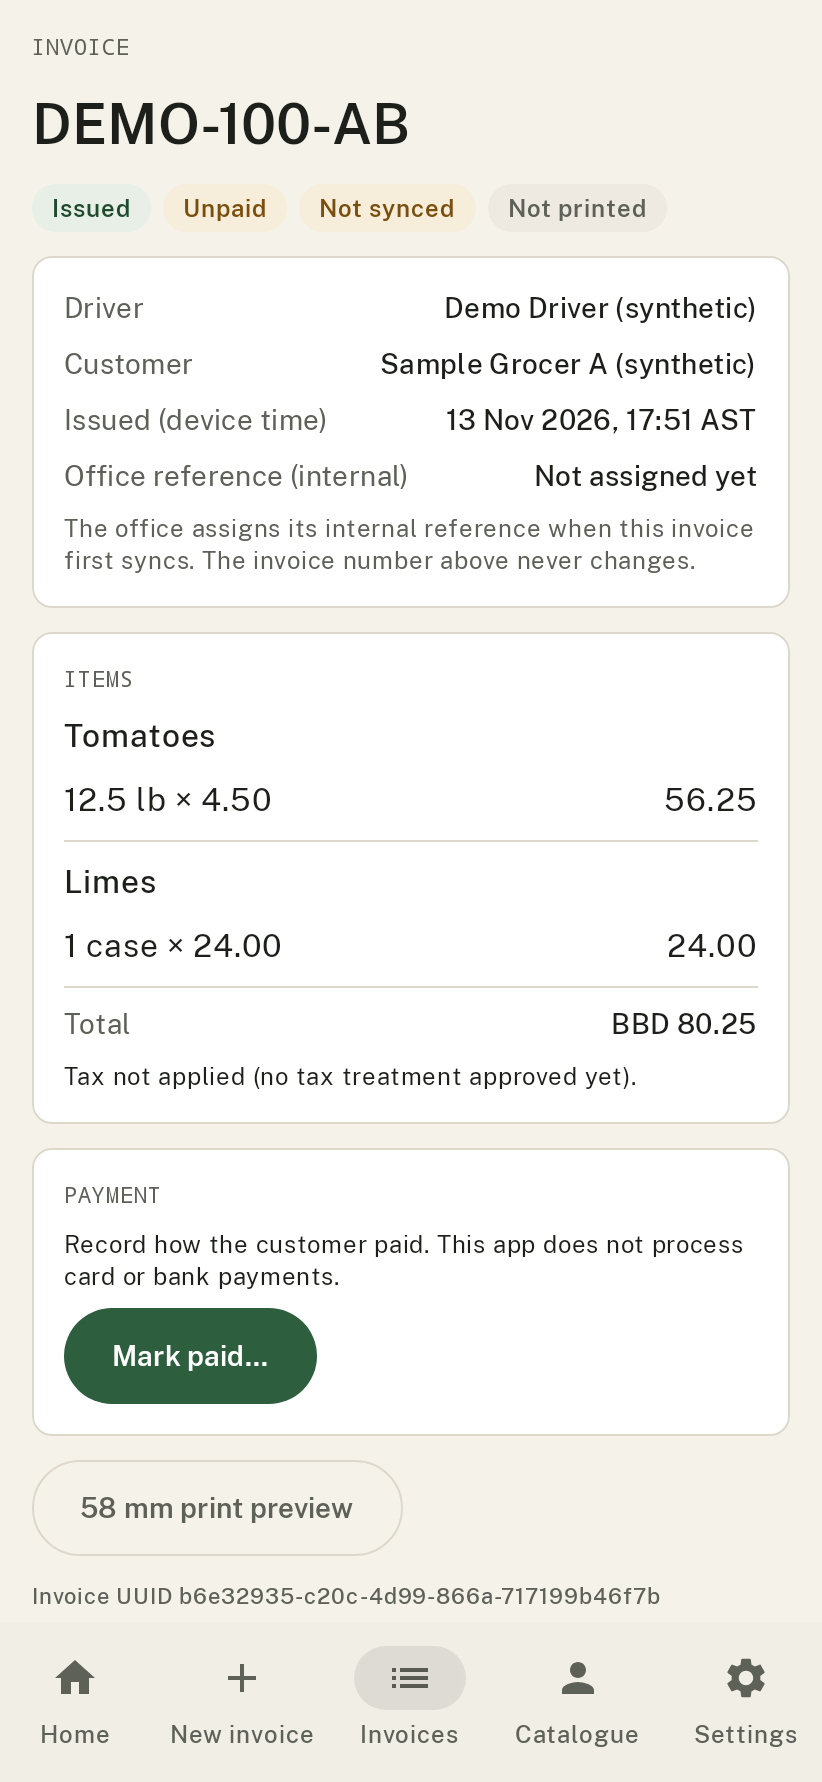 INVOICE
DEMO-100-AB
Issued Unpaid Not synced Not printed
Driver Demo Driver (synthetic)
Customer Sample Grocer A (synthetic)
Issued (device time) 13 Nov 2026, 17:51 AST
Office reference (internal) Not assigned yet
The office assigns its internal reference when this invoice
first syncs. The invoice number above never changes.
ITEMS
Tomatoes
12.5 lb × 4.50 56.25
Limes
1 case × 24.00 24.00
Total BBD 80.25
Tax not applied (no tax treatment approved yet).
PAYMENT
Record how the customer paid. This app does not process
card or bank payments.
Mark paid...
58 mm print preview
Invoice UUID b6e32935-c20c-4d99-866a-717199b46f7b
Home New invoice Invoices Catalogue Settings